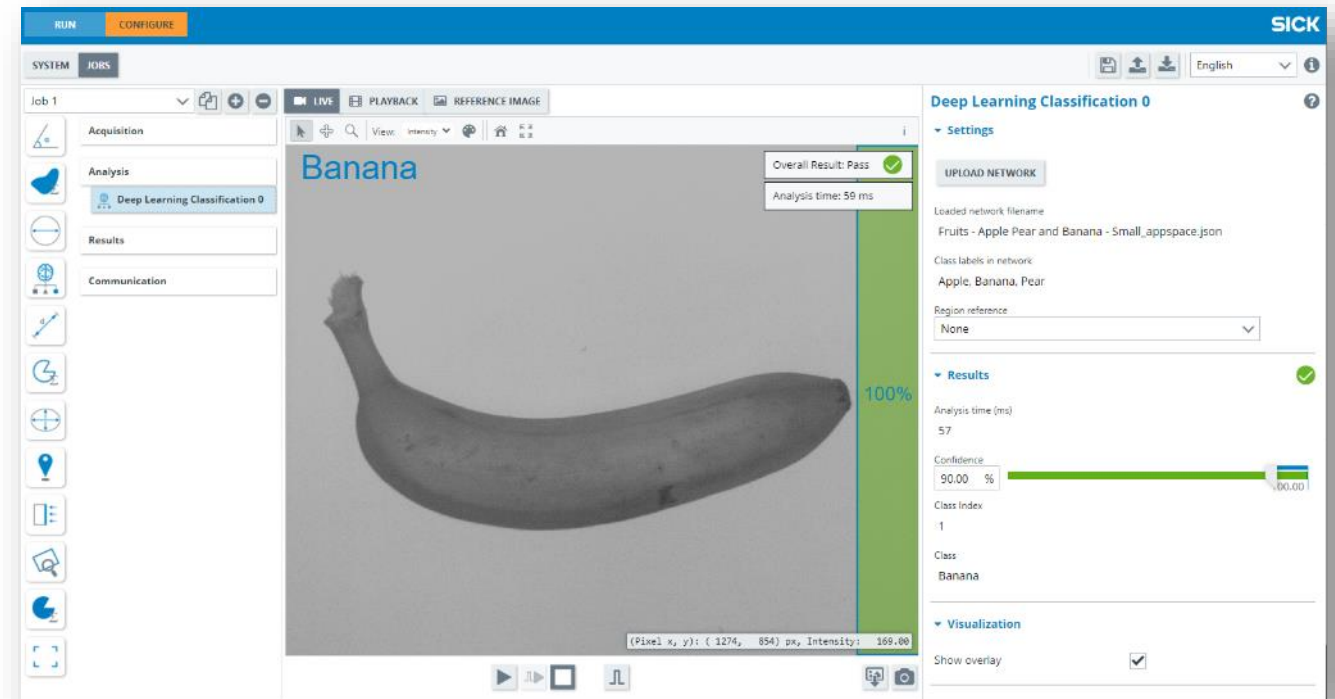 RUN CONFIGURE SICK
SYSTEM JOBS English
Job 1
Acquisition
Analysis
Deep Learning Classification 0
Results
Communication
LIVE PLAYBACK REFERENCE IMAGE
View: Intensity
Banana
Overall Result: Pass
Analysis time: 59 ms
100%
(Pixel x, y): ( 1274, 854) px, Intensity: 169.00
Deep Learning Classification 0
Settings
UPLOAD NETWORK
Loaded network filename
Fruits - Apple Pear and Banana - Small_appspace.json
Class labels in network
Apple, Banana, Pear
Region reference
None
Results
Analysis time (ms)
57
Confidence
90.00 %
Class Index
1
Class
Banana
Visualization
Show overlay